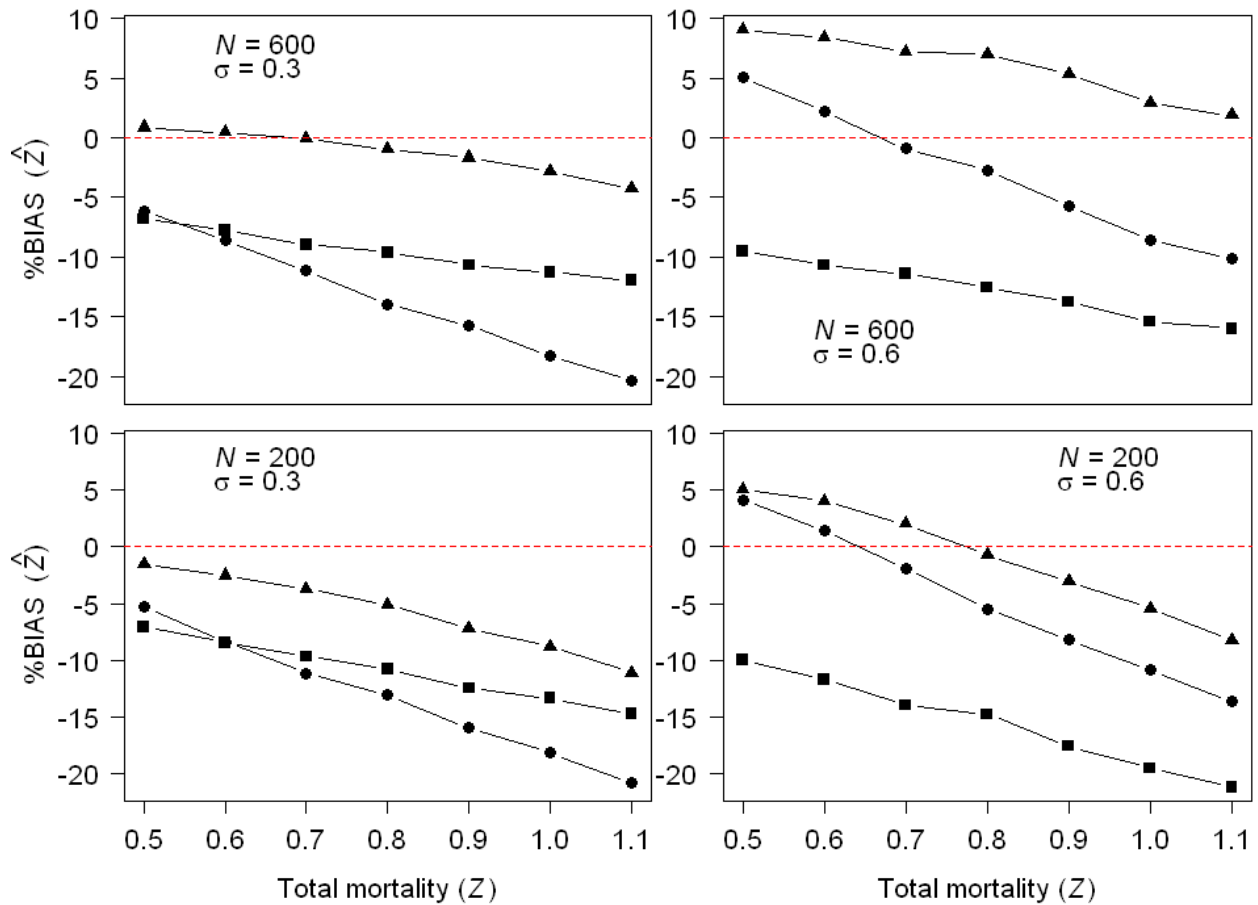 10
5
0
-5
-10
-15
-20
%BIAS (Ẑ)
N = 600
σ = 0.3
10
5
0
-5
-10
-15
-20
N = 600
σ = 0.6
10
5
0
-5
-10
-15
-20
%BIAS (Ẑ)
N = 200
σ = 0.3
0.5 0.6 0.7 0.8 0.9 1.0 1.1
Total mortality (Z)
10
5
0
-5
-10
-15
-20
N = 200
σ = 0.6
0.5 0.6 0.7 0.8 0.9 1.0 1.1
Total mortality (Z)